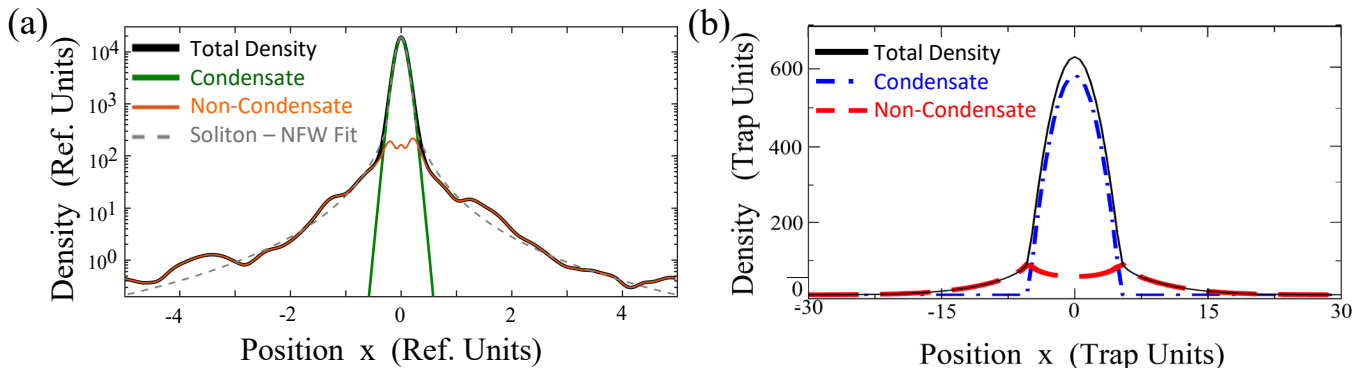 (a)
Density (Ref. Units)
10⁴
10³
10²
10¹
10⁰
Total Density
Condensate
Non-Condensate
Soliton – NFW Fit
-4
-2
0
2
4
Position x (Ref. Units)
(b)
Density (Trap Units)
600
400
200
0
Total Density
Condensate
Non-Condensate
-30
-15
0
15
30
Position x (Trap Units)